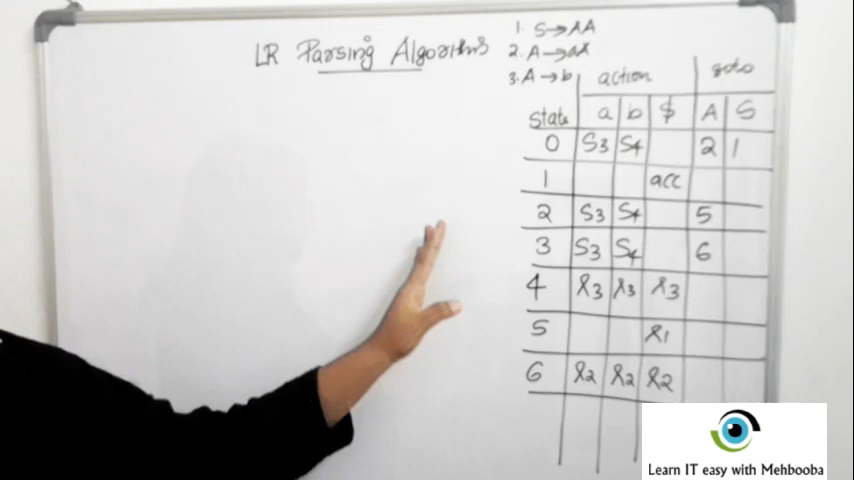 LR Parsing Algorithms
1. S→AA
2. A→aA
3. A→b
action goto
State a b $ A S
0 S3 S4 2 1
1 acc
2 S3 S4 5
3 S3 S4 6
4 r3 r3 r3
5 r1
6 r2 r2 r2
Learn IT easy with Mehbooba